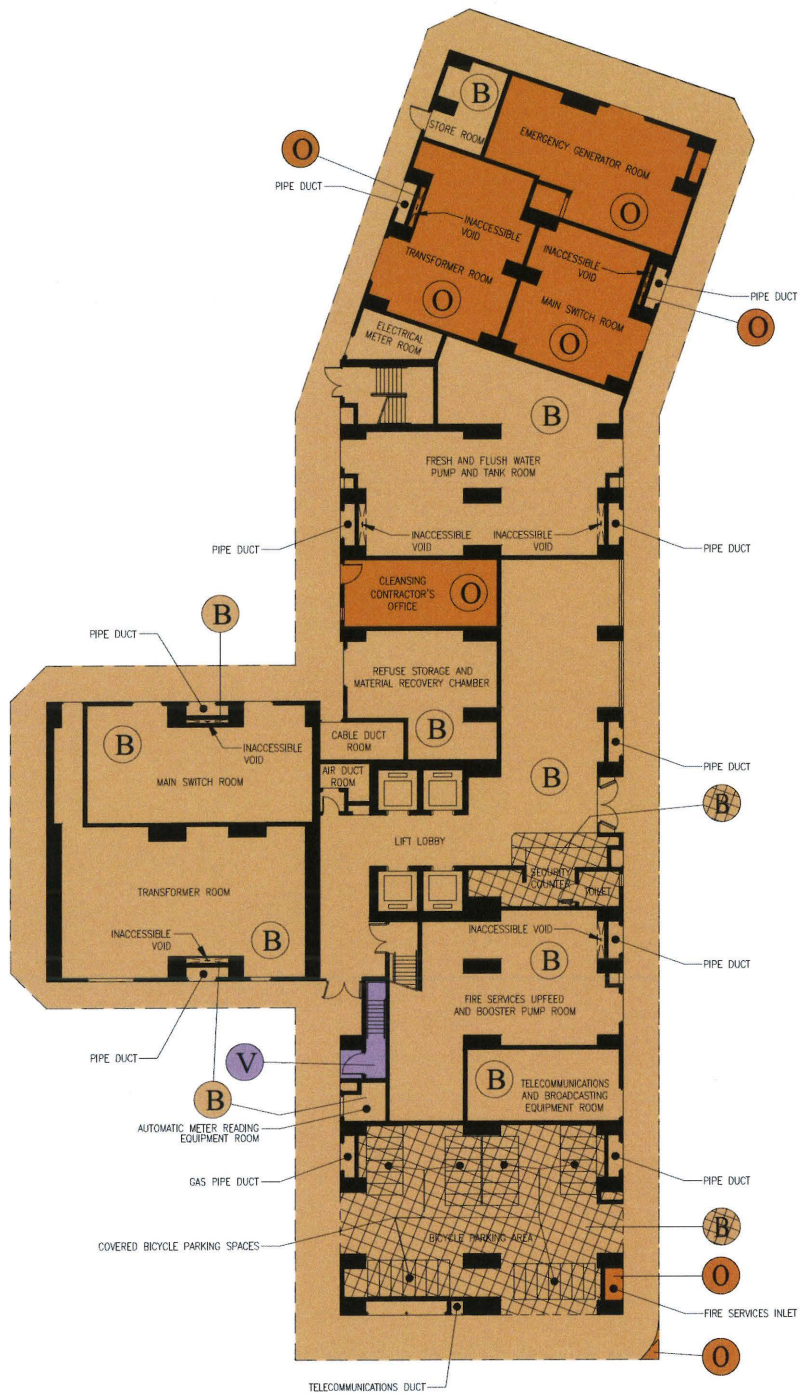 B
STORE ROOM
EMERGENCY GENERATOR ROOM
O
O
PIPE DUCT
INACCESSIBLE
VOID
TRANSFORMER ROOM
O
INACCESSIBLE
VOID
MAIN SWITCH ROOM
O
PIPE DUCT
O
ELECTRICAL
METER ROOM
B
FRESH AND FLUSH WATER
PUMP AND TANK ROOM
PIPE DUCT
INACCESSIBLE
VOID
INACCESSIBLE
VOID
PIPE DUCT
CLEANSING
CONTRACTOR'S
OFFICE
O
B
PIPE DUCT
REFUSE STORAGE AND
MATERIAL RECOVERY CHAMBER
B
CABLE DUCT
ROOM
B
INACCESSIBLE
VOID
MAIN SWITCH ROOM
AIR DUCT
ROOM
B
PIPE DUCT
B
LIFT LOBBY
SECURITY
COUNTER
TOILET
TRANSFORMER ROOM
INACCESSIBLE
VOID
B
INACCESSIBLE VOID
B
PIPE DUCT
FIRE SERVICES UPFEED
AND BOOSTER PUMP ROOM
PIPE DUCT
V
B
B
TELECOMMUNICATIONS
AND BROADCASTING
EQUIPMENT ROOM
AUTOMATIC METER READING
EQUIPMENT ROOM
GAS PIPE DUCT
PIPE DUCT
B
COVERED BICYCLE PARKING SPACES
BICYCLE PARKING AREA
O
FIRE SERVICES INLET
O
TELECOMMUNICATIONS DUCT